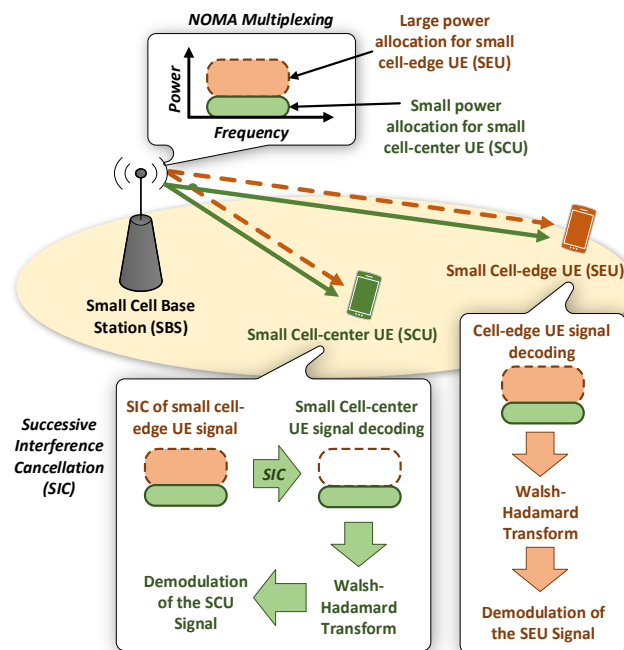 NOMA Multiplexing
Power
Frequency
Large power
allocation for small
cell-edge UE (SEU)
Small power
allocation for small
cell-center UE (SCU)
Small Cell Base
Station (SBS)
Small Cell-edge UE (SEU)
Small Cell-center UE (SCU)
Successive
Interference
Cancellation
(SIC)
SIC of small cell-
edge UE signal
SIC
Small Cell-center
UE signal decoding
Walsh-
Hadamard
Transform
Demodulation
of the SCU
Signal
Cell-edge UE signal
decoding
Walsh-
Hadamard
Transform
Demodulation of
the SEU Signal